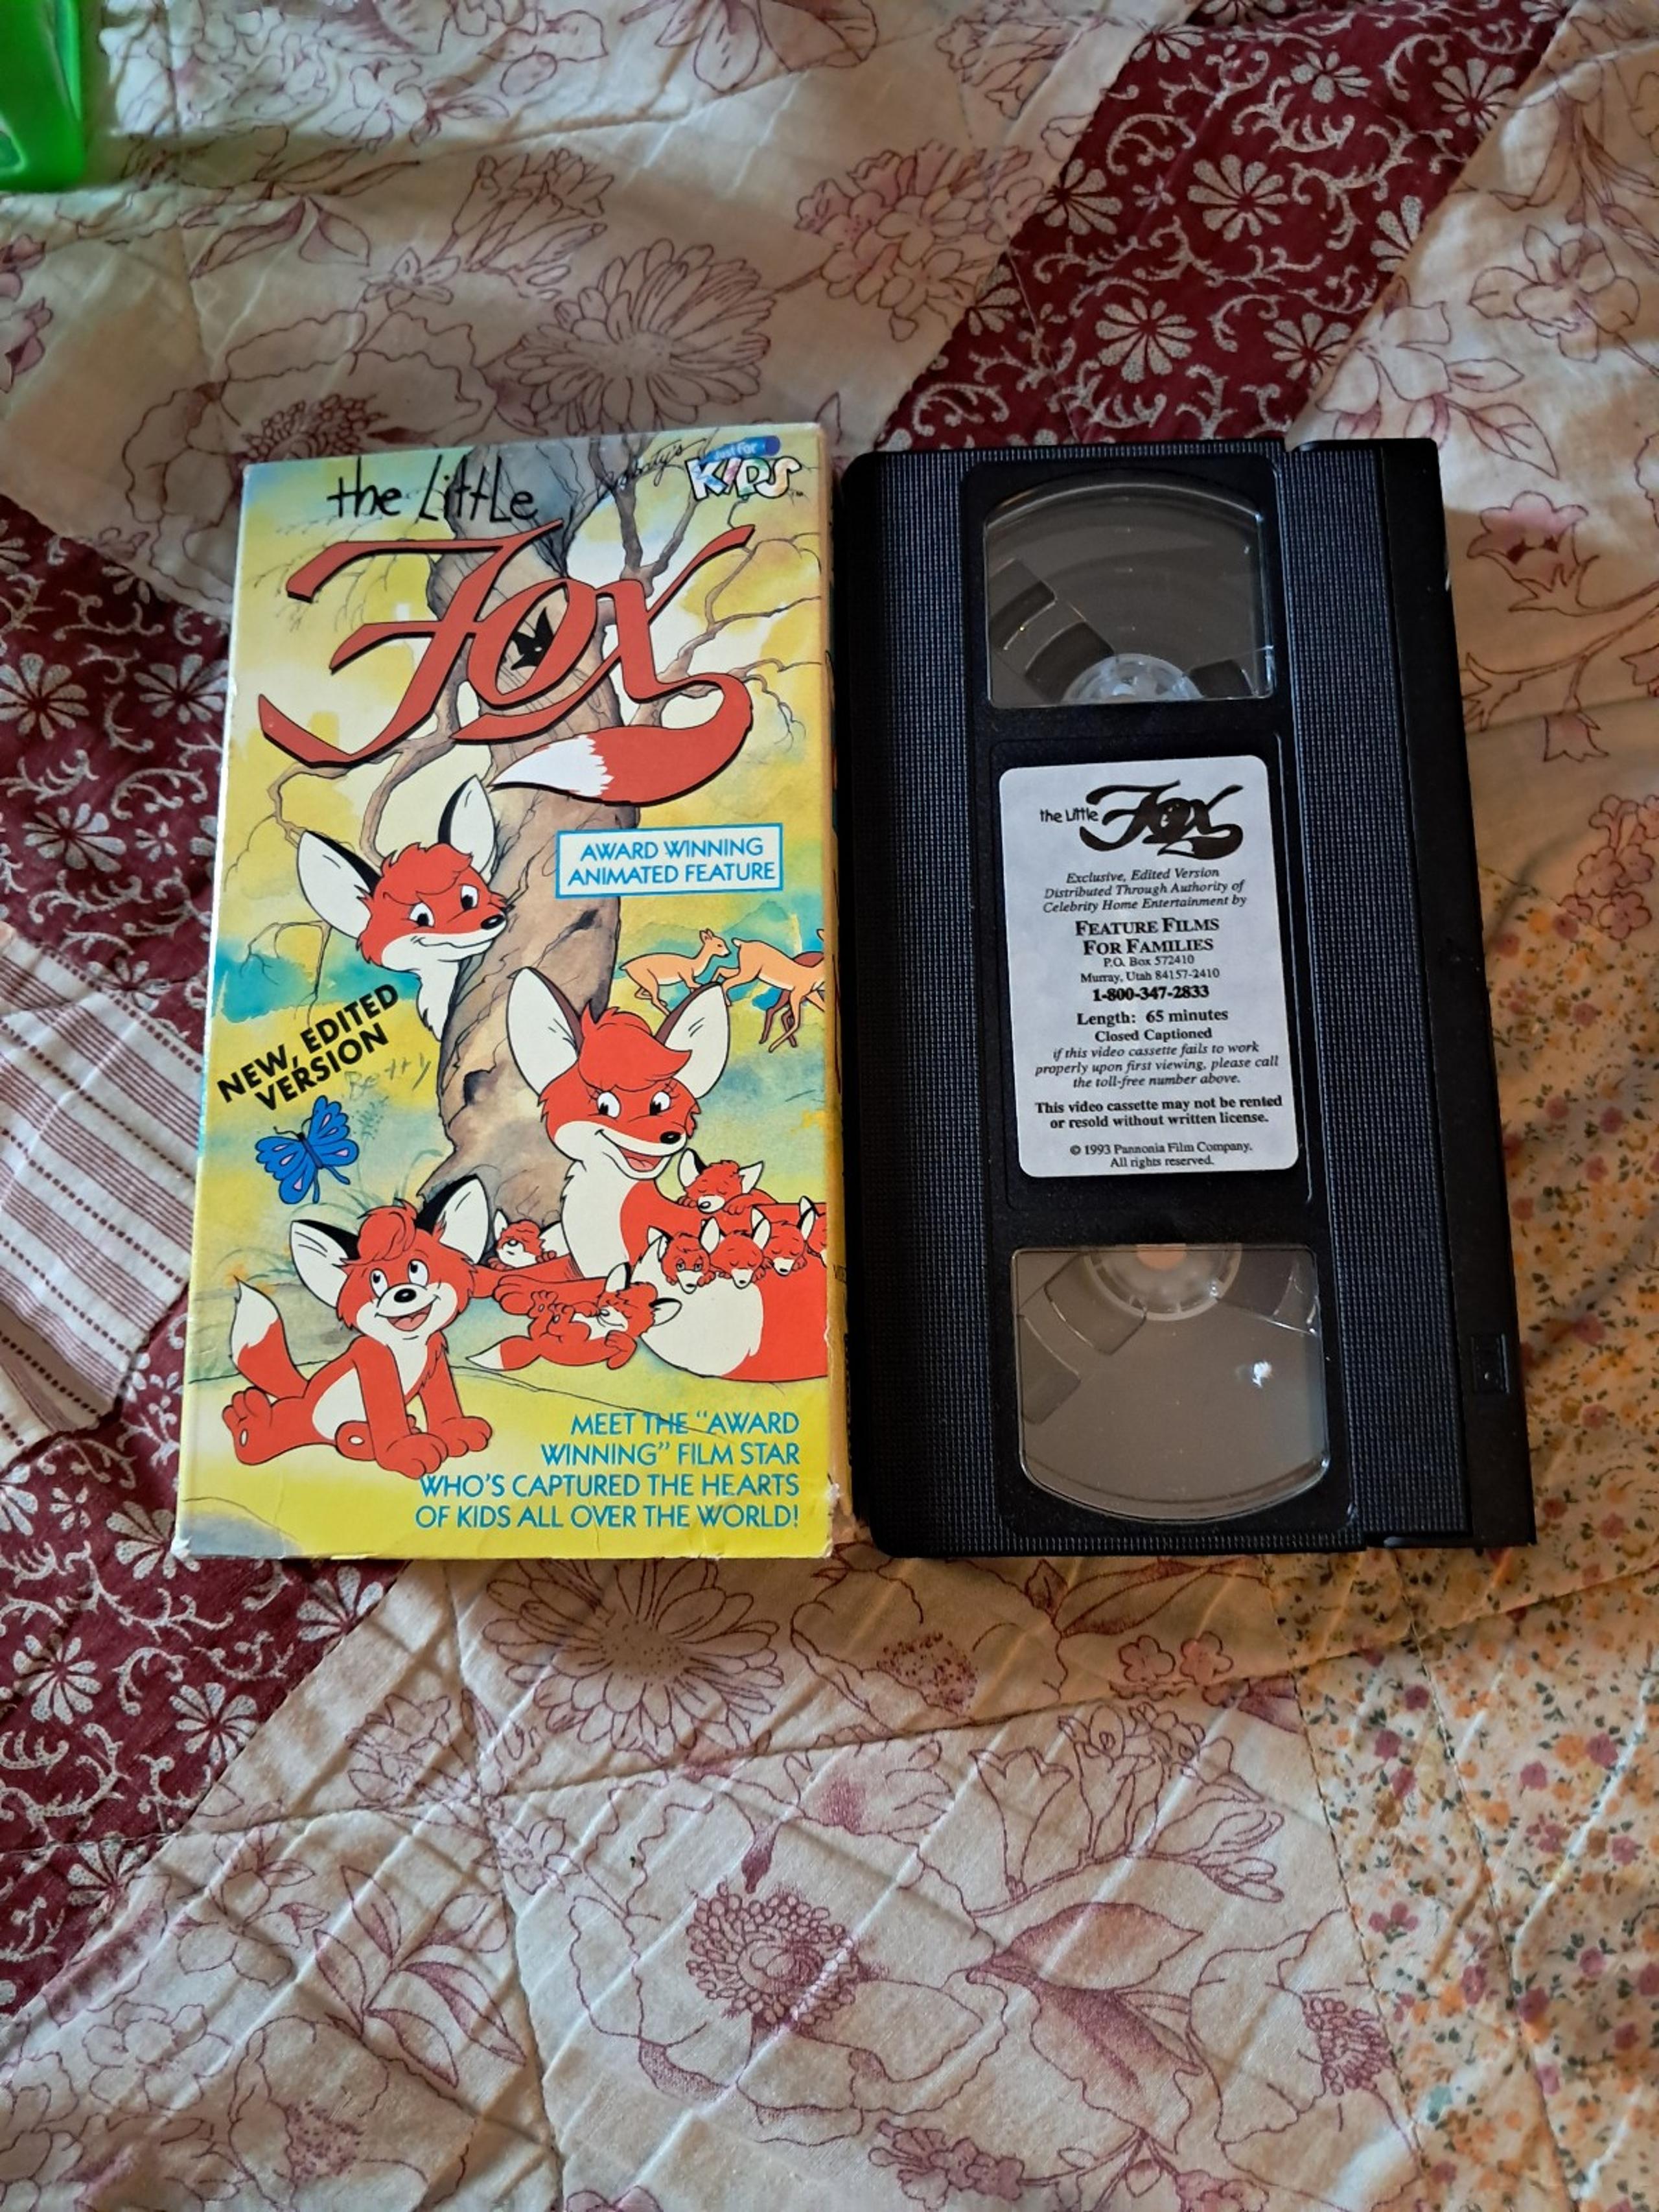 the Little
Fox
Celebrity's
Just For
KIDS
AWARD WINNING
ANIMATED FEATURE
NEW, EDITED
VERSION
Betty
MEET THE "AWARD
WINNING" FILM STAR
WHO'S CAPTURED THE HEARTS
OF KIDS ALL OVER THE WORLD!
the Little Fox
Exclusive, Edited Version
Distributed Through Authority of
Celebrity Home Entertainment by
FEATURE FILMS
FOR FAMILIES
P.O. Box 572410
Murray, Utah 84157-2410
1-800-347-2833
Length: 65 minutes
Closed Captioned
if this video cassette fails to work
properly upon first viewing, please call
the toll-free number above.
This video cassette may not be rented
or resold without written license.
© 1993 Pannonia Film Company.
All rights reserved.